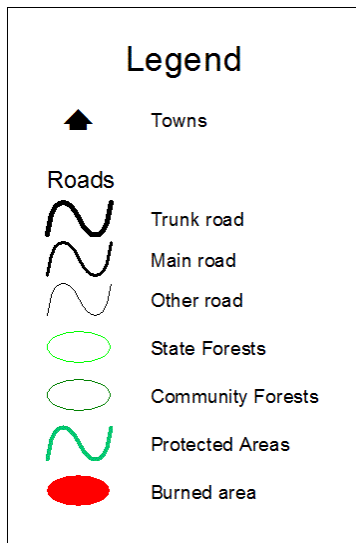 Legend
Towns
Roads
Trunk road
Main road
Other road
State Forests
Community Forests
Protected Areas
Burned area